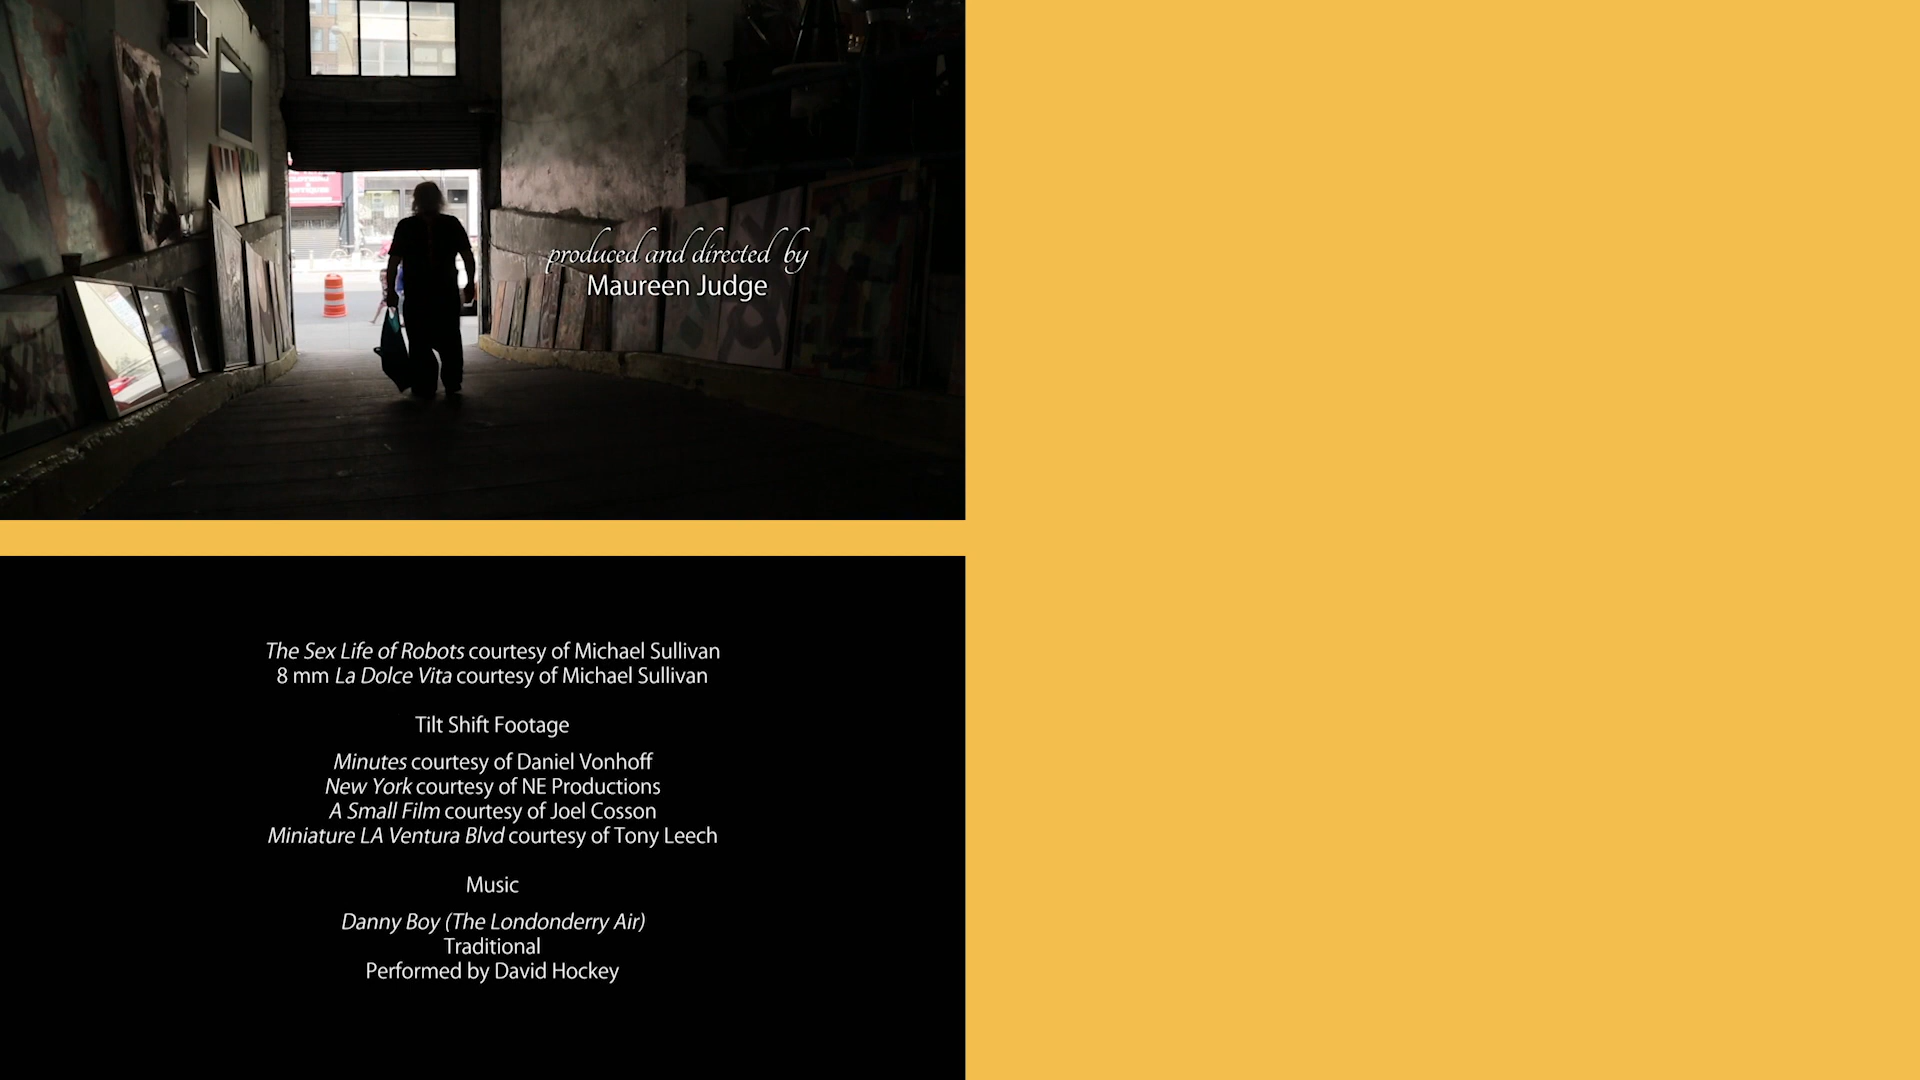 produced and directed by
Maureen Judge
The Sex Life of Robots courtesy of Michael Sullivan
8 mm La Dolce Vita courtesy of Michael Sullivan
Tilt Shift Footage
Minutes courtesy of Daniel Vonhoff
New York courtesy of NE Productions
A Small Film courtesy of Joel Cosson
Miniature LA Ventura Blvd courtesy of Tony Leech
Music
Danny Boy (The Londonderry Air)
Traditional
Performed by David Hockey